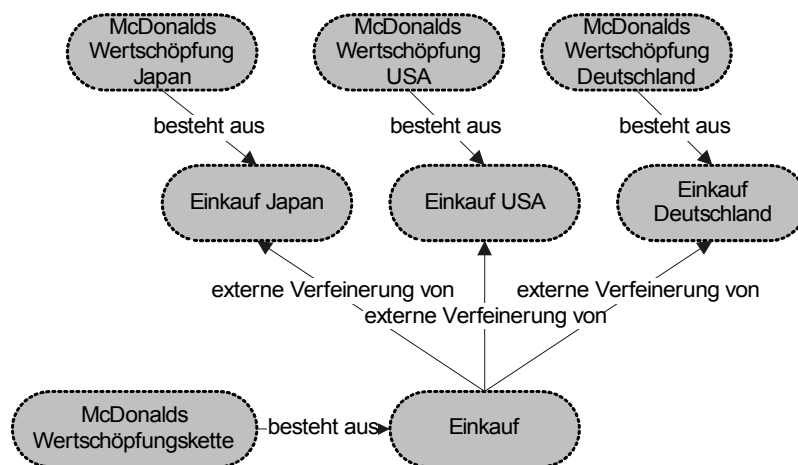 McDonalds
Wertschöpfung
Japan
McDonalds
Wertschöpfung
USA
McDonalds
Wertschöpfung
Deutschland
besteht aus
besteht aus
besteht aus
Einkauf Japan
Einkauf USA
Einkauf
Deutschland
externe Verfeinerung von
externe Verfeinerung von
externe Verfeinerung von
McDonalds
Wertschöpfungskette
besteht aus
Einkauf